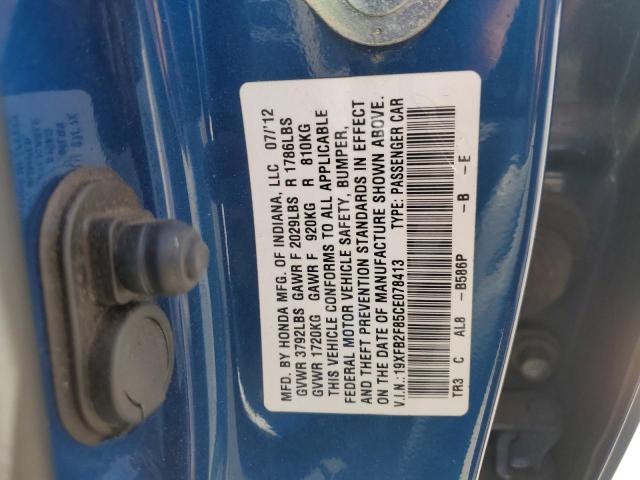 MFD. BY HONDA MFG. OF INDIANA, LLC 07/'12
GVWR 3792LBS GAWR F 2029LBS R 1786LBS
GVWR 1720KG GAWR F 920KG R 810KG
THIS VEHICLE CONFORMS TO ALL APPLICABLE
FEDERAL MOTOR VEHICLE SAFETY, BUMPER,
AND THEFT PREVENTION STANDARDS IN EFFECT
ON THE DATE OF MANUFACTURE SHOWN ABOVE.
V.I.N.: 19XFB2F85CE078413 TYPE: PASSENGER CAR
TR3 C AL8 -B586P -B -E